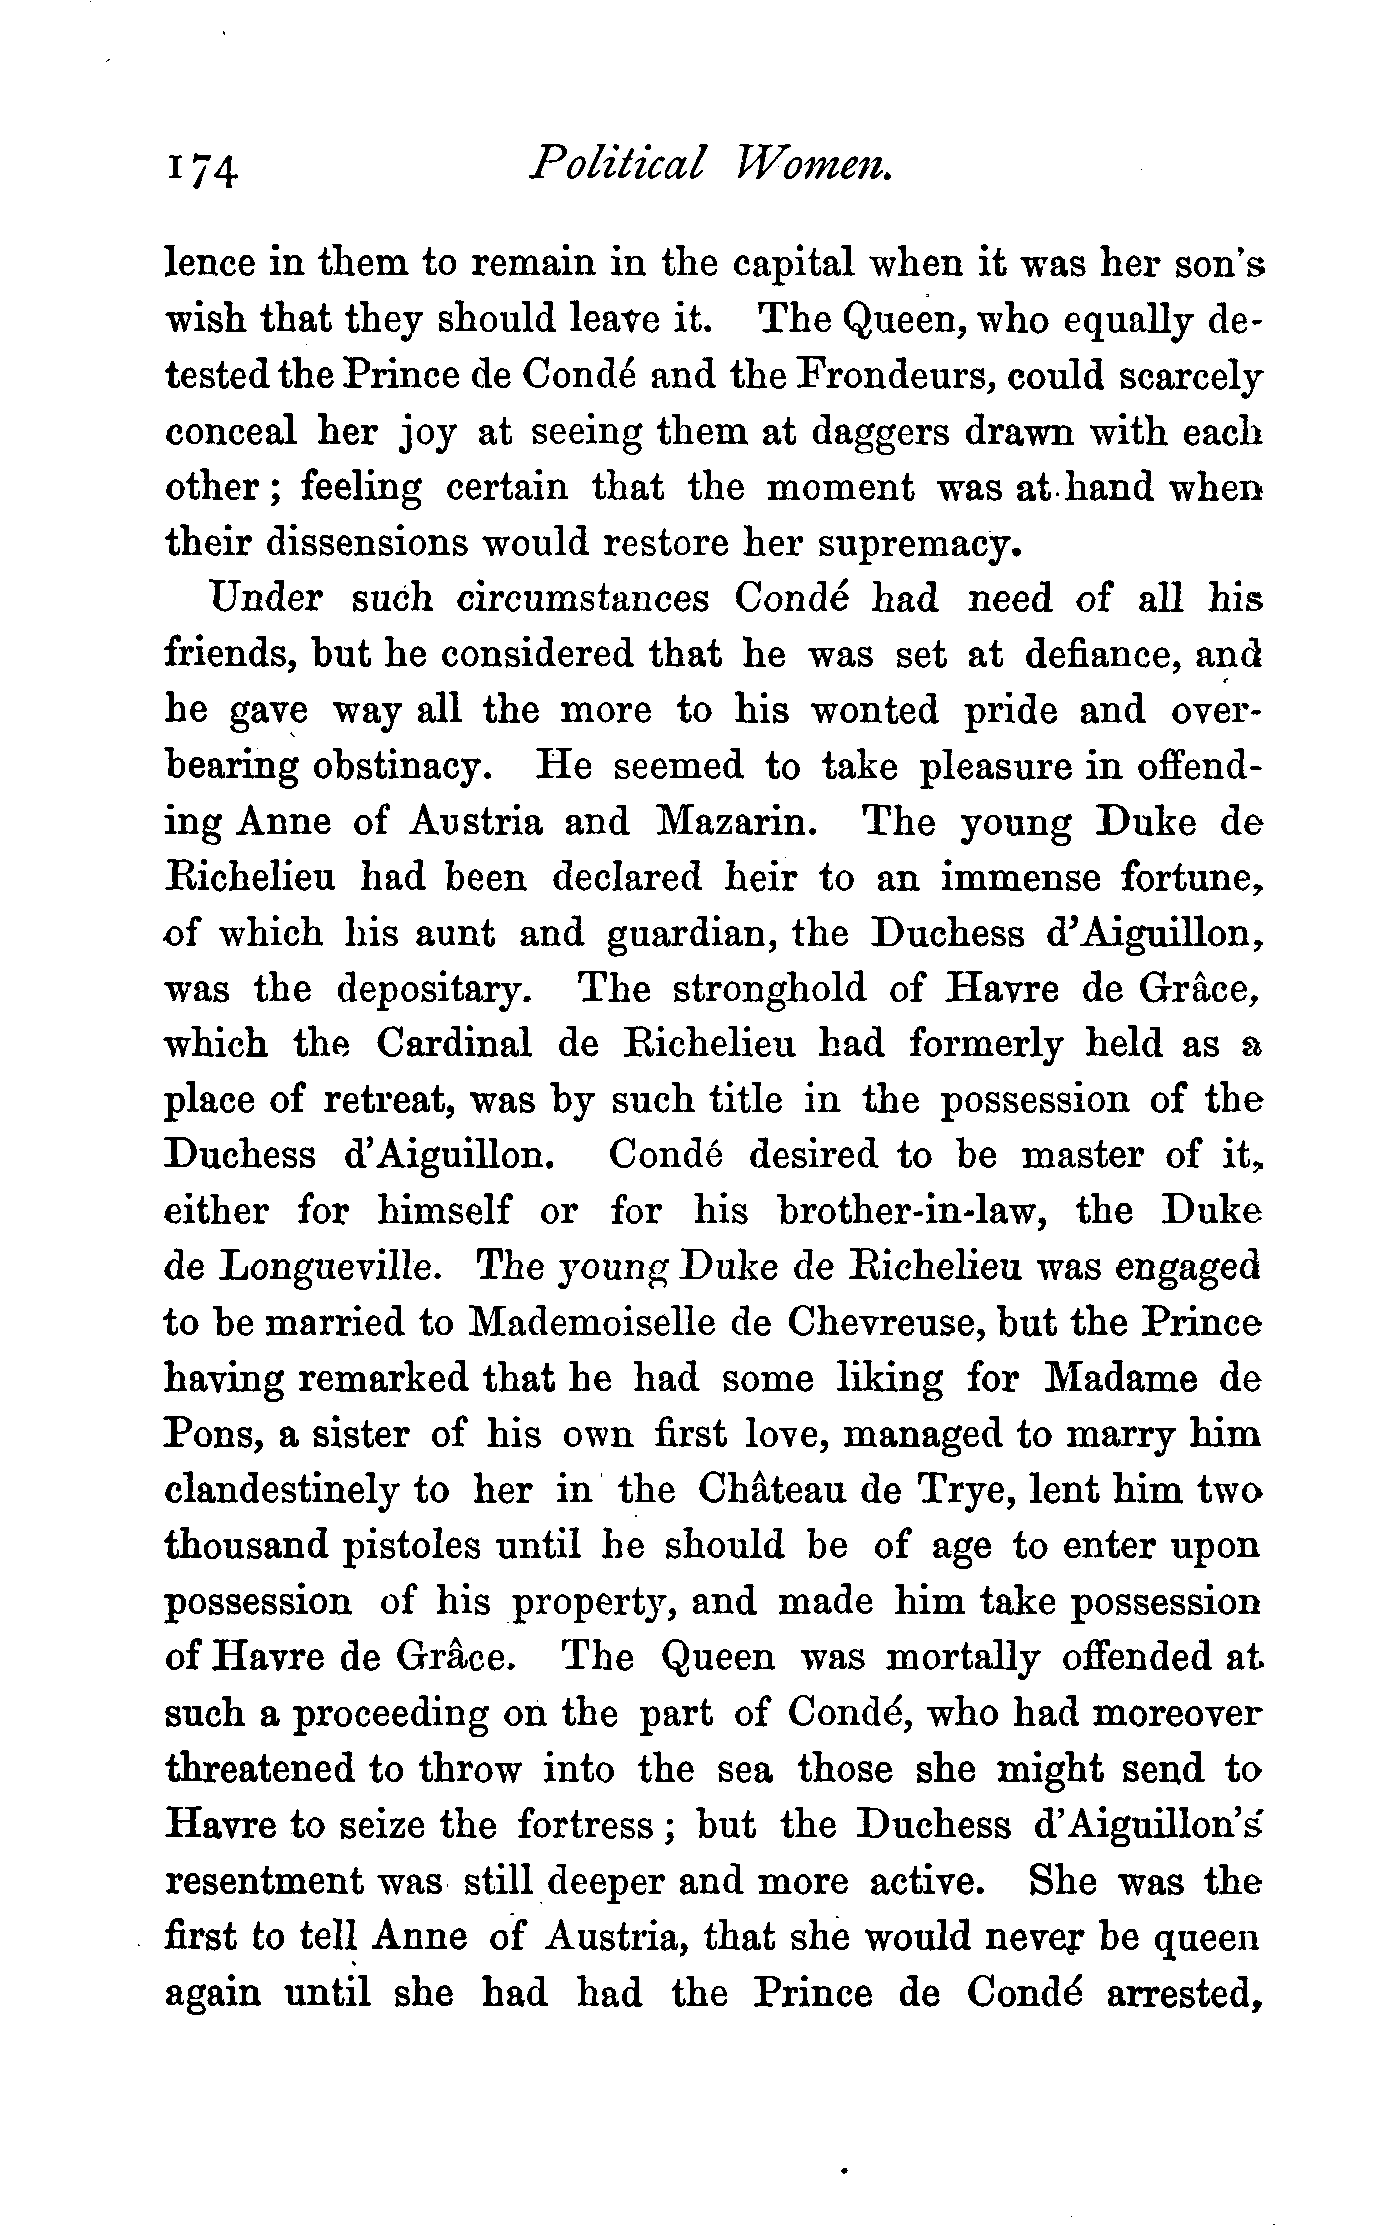 174 Political Women.
lence in them to remain in the capital when it was her son's
wish that they should leave it. The Queen, who equally de-
tested the Prince de Condé and the Frondeurs, could scarcely
conceal her joy at seeing them at daggers drawn with each
other ; feeling certain that the moment was at hand when
their dissensions would restore her supremacy.
Under such circumstances Condé had need of all his
friends, but he considered that he was set at defiance, and
he gave way all the more to his wonted pride and over-
bearing obstinacy. He seemed to take pleasure in offend-
ing Anne of Austria and Mazarin. The young Duke de
Richelieu had been declared heir to an immense fortune,
of which his aunt and guardian, the Duchess d'Aiguillon,
was the depositary. The stronghold of Havre de Grâce,
which the Cardinal de Richelieu had formerly held as a
place of retreat, was by such title in the possession of the
Duchess d'Aiguillon. Condé desired to be master of it,
either for himself or for his brother-in-law, the Duke
de Longueville. The young Duke de Richelieu was engaged
to be married to Mademoiselle de Chevreuse, but the Prince
having remarked that he had some liking for Madame de
Pons, a sister of his own first love, managed to marry him
clandestinely to her in the Château de Trye, lent him two
thousand pistoles until he should be of age to enter upon
possession of his property, and made him take possession
of Havre de Grâce. The Queen was mortally offended at
such a proceeding on the part of Condé, who had moreover
threatened to throw into the sea those she might send to
Havre to seize the fortress ; but the Duchess d'Aiguillon's
resentment was still deeper and more active. She was the
first to tell Anne of Austria, that she would never be queen
again until she had had the Prince de Condé arrested,